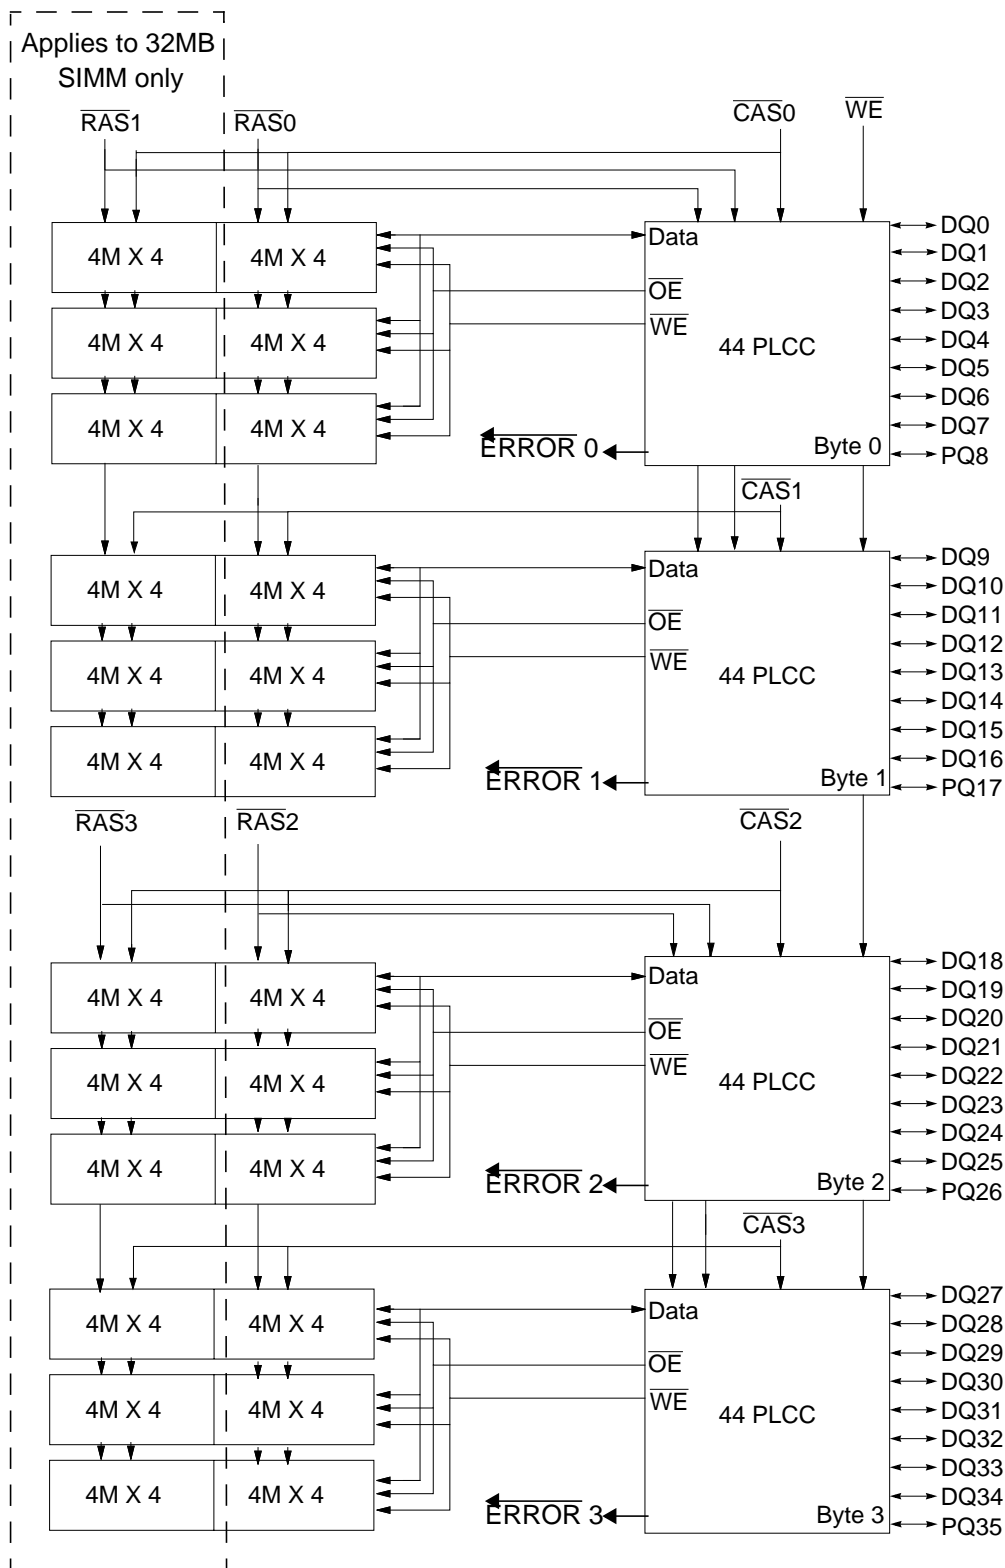 Applies to 32MB
SIMM only
RAS1 RAS0 CAS0 WE
4M X 4 4M X 4 Data DQ0
DQ1
OE DQ2
4M X 4 4M X 4 WE DQ3
44 PLCC DQ4
DQ5
4M X 4 4M X 4 DQ6
ERROR 0 Byte 0 DQ7
PQ8
CAS1
4M X 4 4M X 4 Data DQ9
DQ10
OE DQ11
4M X 4 4M X 4 WE DQ12
44 PLCC DQ13
DQ14
4M X 4 4M X 4 DQ15
DQ16
ERROR 1 Byte 1 PQ17
RAS3 RAS2 CAS2
4M X 4 4M X 4 Data DQ18
DQ19
OE DQ20
4M X 4 4M X 4 WE DQ21
44 PLCC DQ22
DQ23
4M X 4 4M X 4 DQ24
DQ25
ERROR 2 Byte 2 PQ26
CAS3
4M X 4 4M X 4 Data DQ27
DQ28
OE DQ29
4M X 4 4M X 4 WE DQ30
44 PLCC DQ31
DQ32
4M X 4 4M X 4 DQ33
DQ34
ERROR 3 Byte 3 PQ35